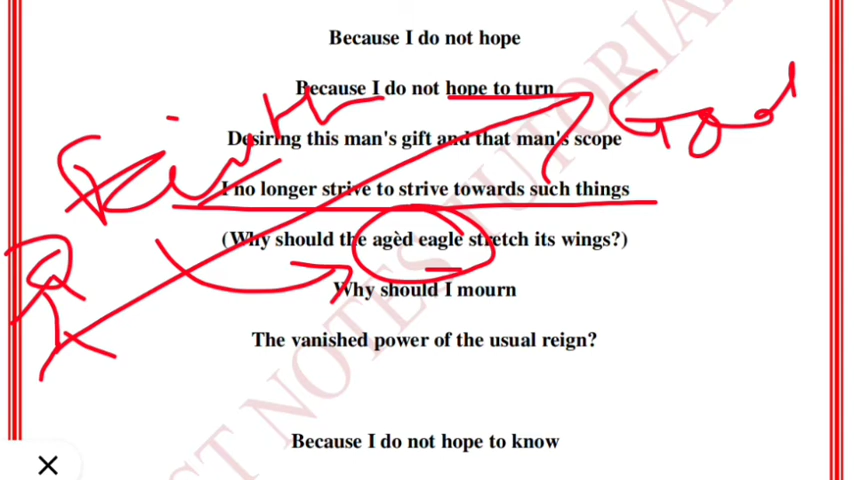 Because I do not hope
Because I do not hope to turn
God
Desiring this man's gift and that man's scope
Faith
I no longer strive to strive towards such things
(Why should the agèd eagle stretch its wings?)
Why should I mourn
The vanished power of the usual reign?
Because I do not hope to know